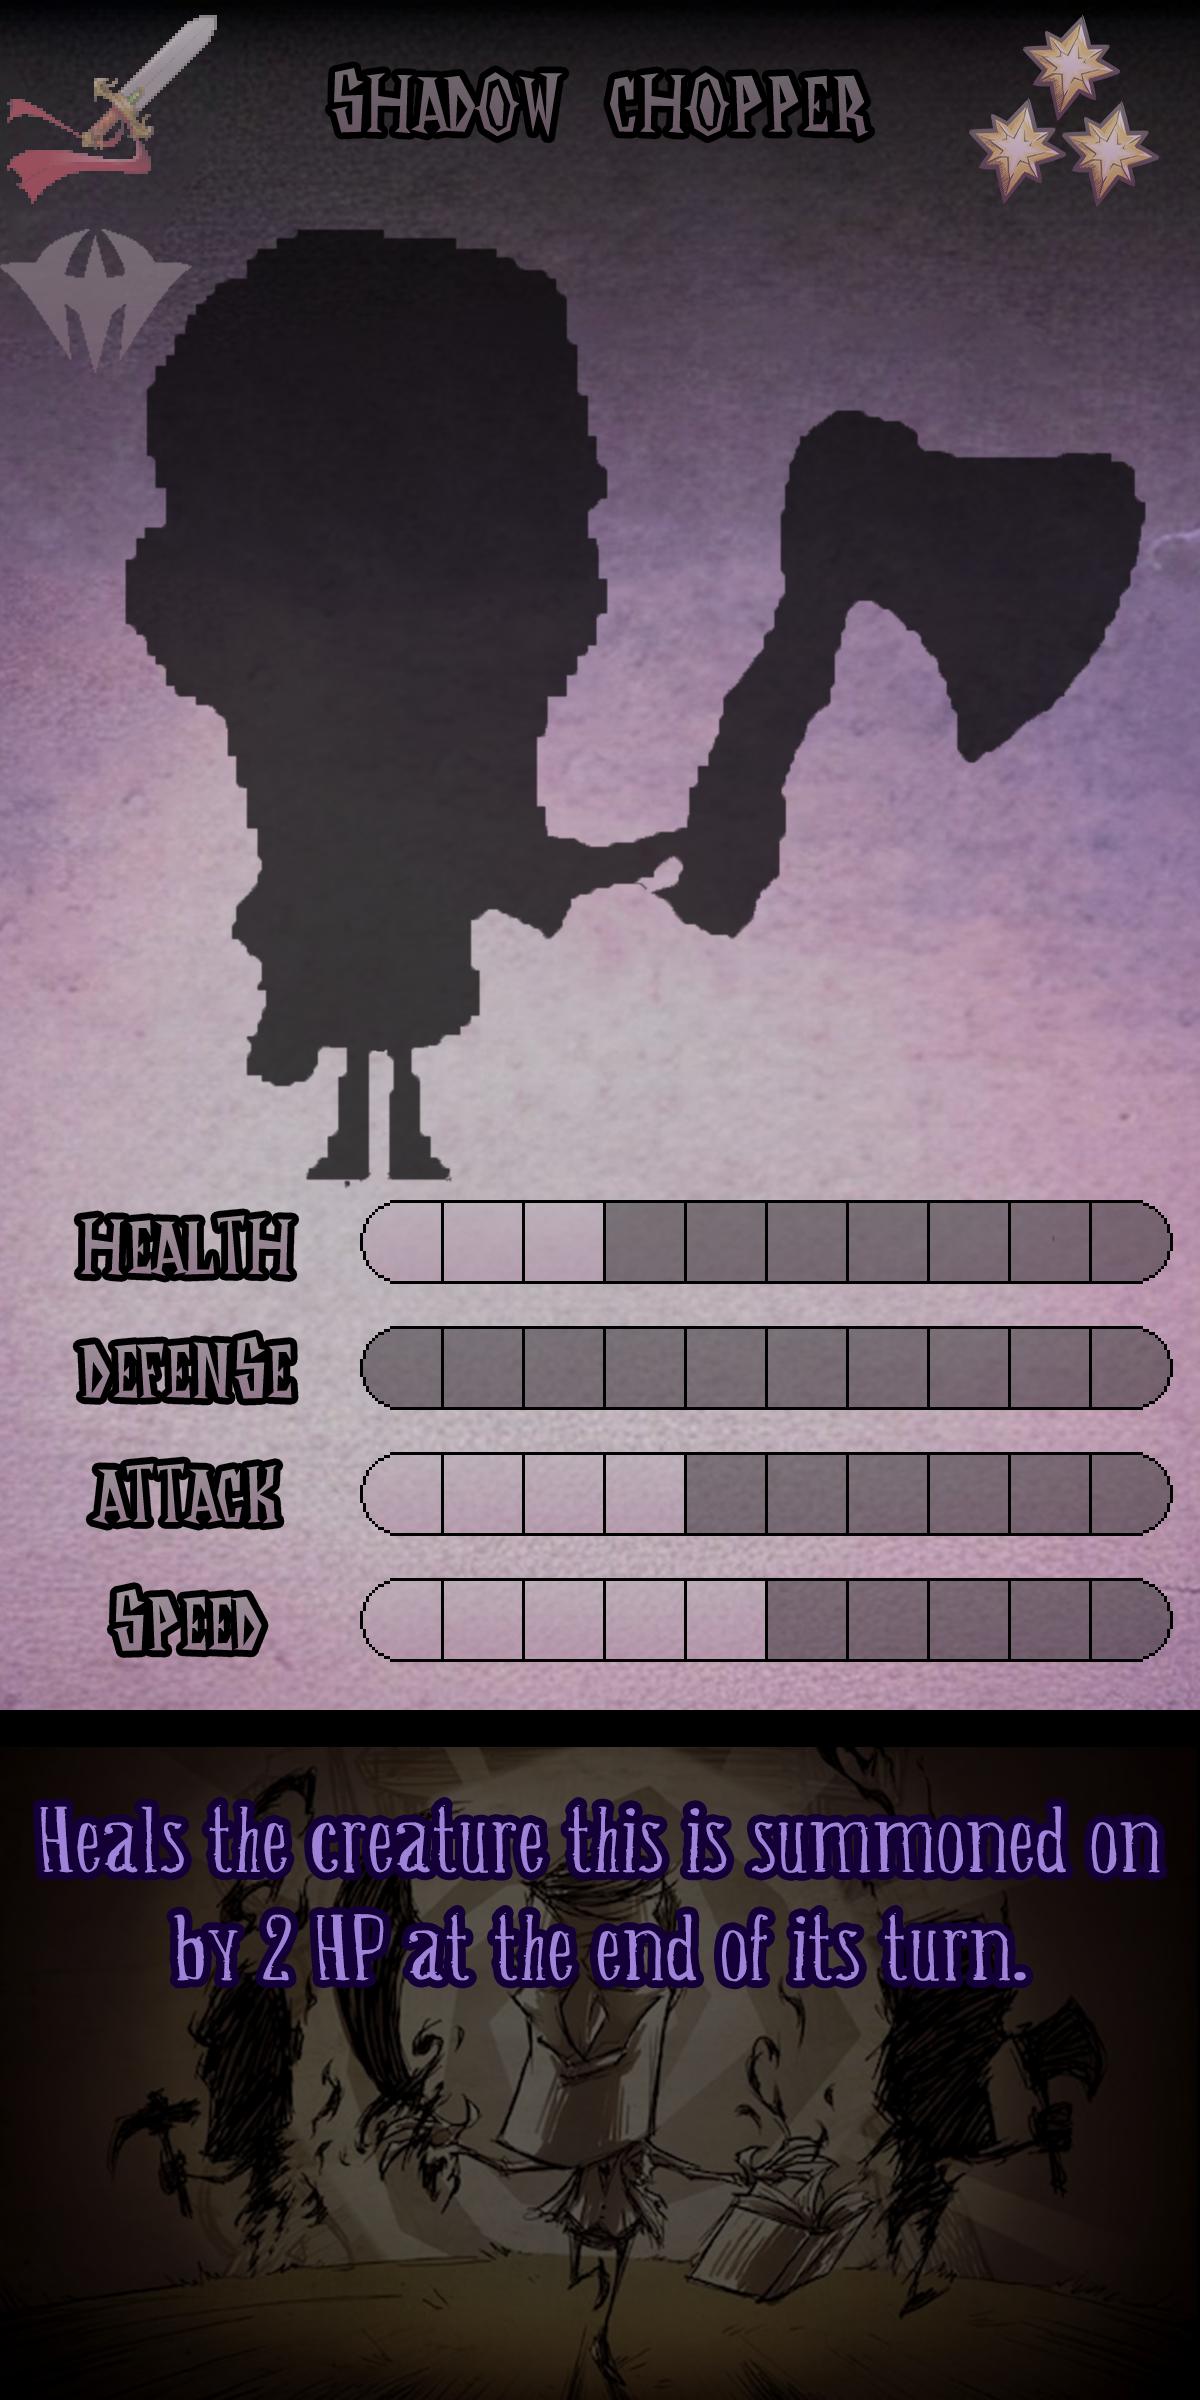 Shadow Chopper
Health
Defense
Attack
Speed
Heals the creature this is summoned on
by 2 HP at the end of its turn.